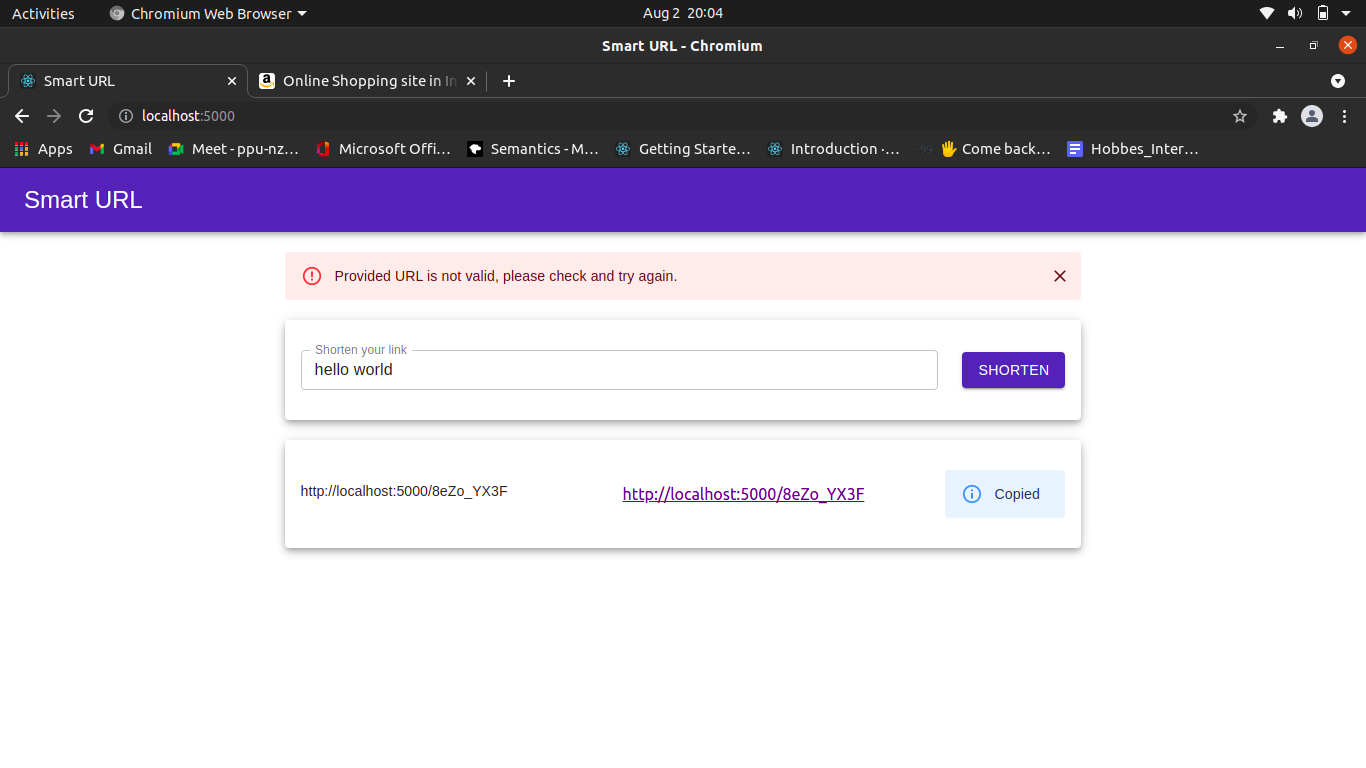 Activities Chromium Web Browser Aug 2 20:04
Smart URL - Chromium
Smart URL Online Shopping site in In
localhost:5000
Apps Gmail Meet - ppu-nz... Microsoft Offi... Semantics - M... Getting Starte... Introduction ·... Come back... Hobbes_Inter...
Smart URL
Provided URL is not valid, please check and try again.
Shorten your link
hello world SHORTEN
http://localhost:5000/8eZo_YX3F http://localhost:5000/8eZo_YX3F Copied